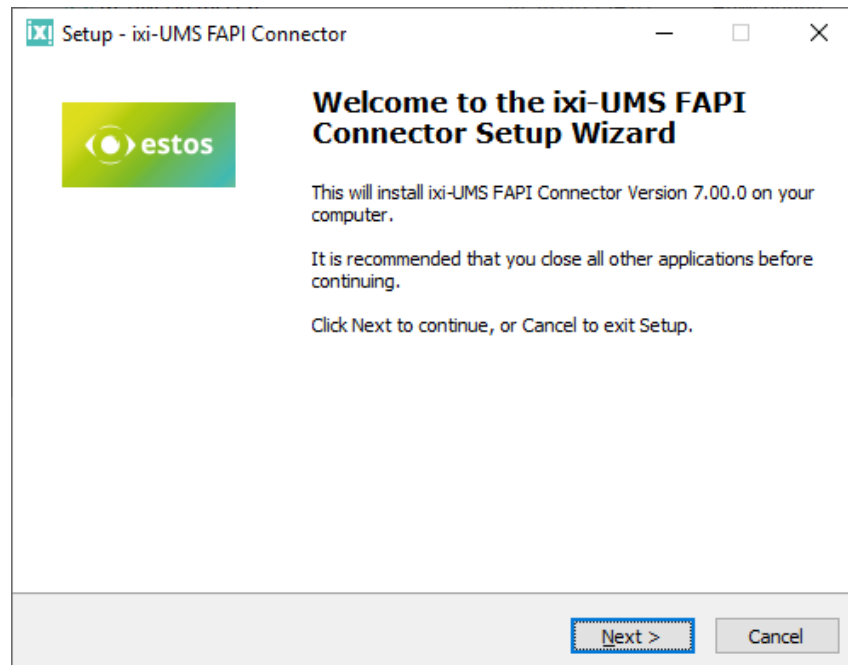 ixi Setup - ixi-UMS FAPI Connector
estos
Welcome to the ixi-UMS FAPI
Connector Setup Wizard
This will install ixi-UMS FAPI Connector Version 7.00.0 on your
computer.
It is recommended that you close all other applications before
continuing.
Click Next to continue, or Cancel to exit Setup.
Next >
Cancel